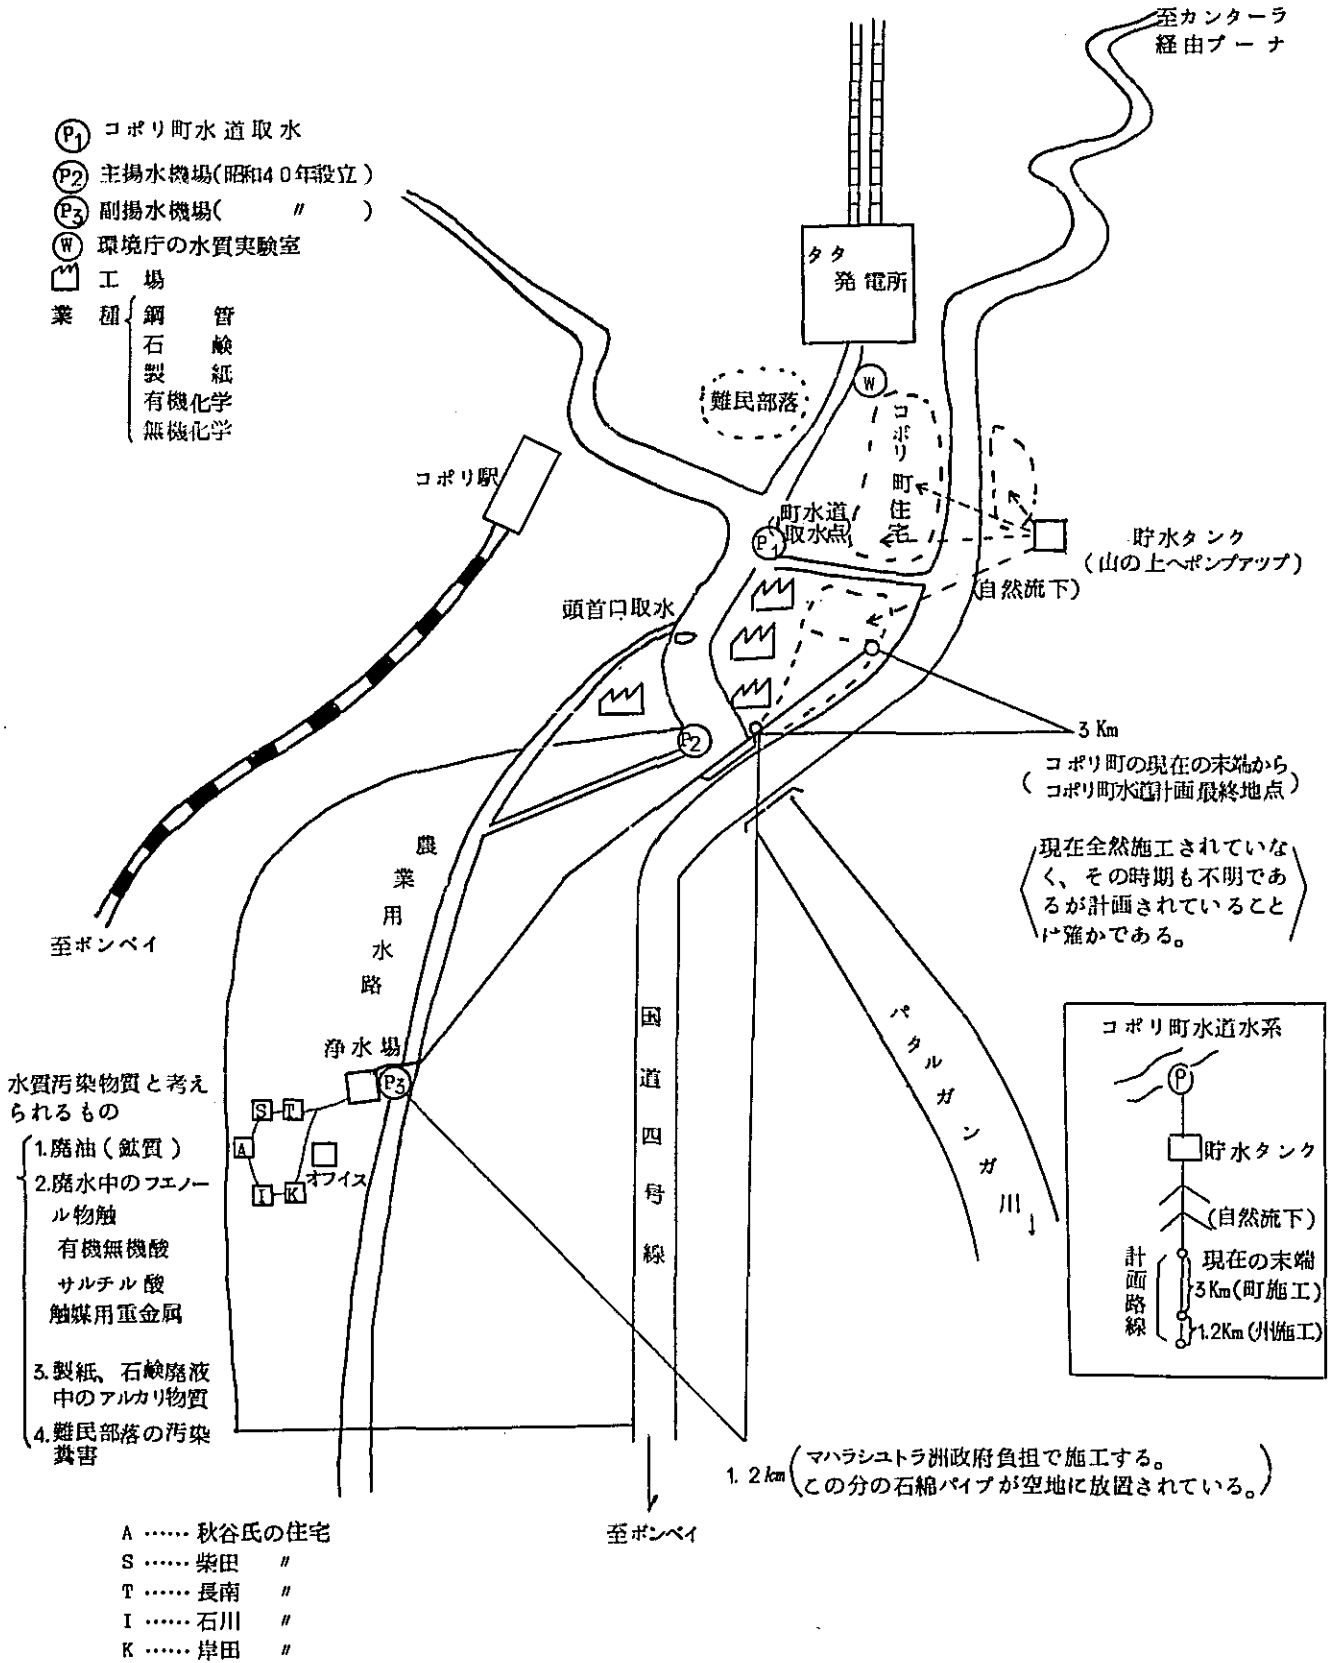 至カンターラ
経由プーナ
P1 コポリ町水道取水
P2 主揚水機場(昭和40年設立)
P3 副揚水機場( 〃 )
W 環境庁の水質実験室
工場
業種
鋼管
石鹸
製紙
有機化学
無機化学
タタ
発電所
W
難民部落
コポリ町住宅
コポリ駅
町水道
取水点
P1
貯水タンク
(山の上へポンプアップ)
(自然流下)
頭首口取水
P2
3Km
(コポリ町の現在の末端から
コポリ町水道計画最終地点)
現在全然施工されていな
く、その時期も不明であ
るが計画されていること
は確かである。
至ボンベイ
農業用水路
国道四号線
パタルガンガ川
浄水場
P3
S
T
A
I
K
オフイス
水質汚染物質と考え
られるもの
1.廃油(鉱質)
2.廃水中のフエノー
ル物触
有機無機酸
サルチル酸
触媒用重金属
3.製紙、石鹸廃液
中のアルカリ物質
4.難民部落の汚染
糞害
コポリ町水道水系
P
貯水タンク
(自然流下)
計画路線
現在の末端
3Km(町施工)
1.2Km(州施工)
1.2km(マハラシユトラ洲政府負担で施工する。
この分の石綿パイプが空地に放置されている。)
至ボンベイ
A ……秋谷氏の住宅
S ……柴田 〃
T ……長南 〃
I ……石川 〃
K ……岸田 〃